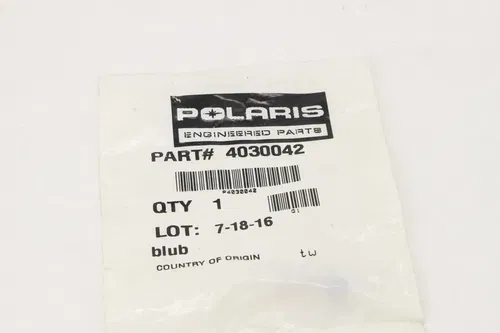 POLARIS
ENGINEERED PARTS
PART# 4030042
P4030042
QTY 1
01
LOT: 7-18-16
blub
COUNTRY OF ORIGIN tw